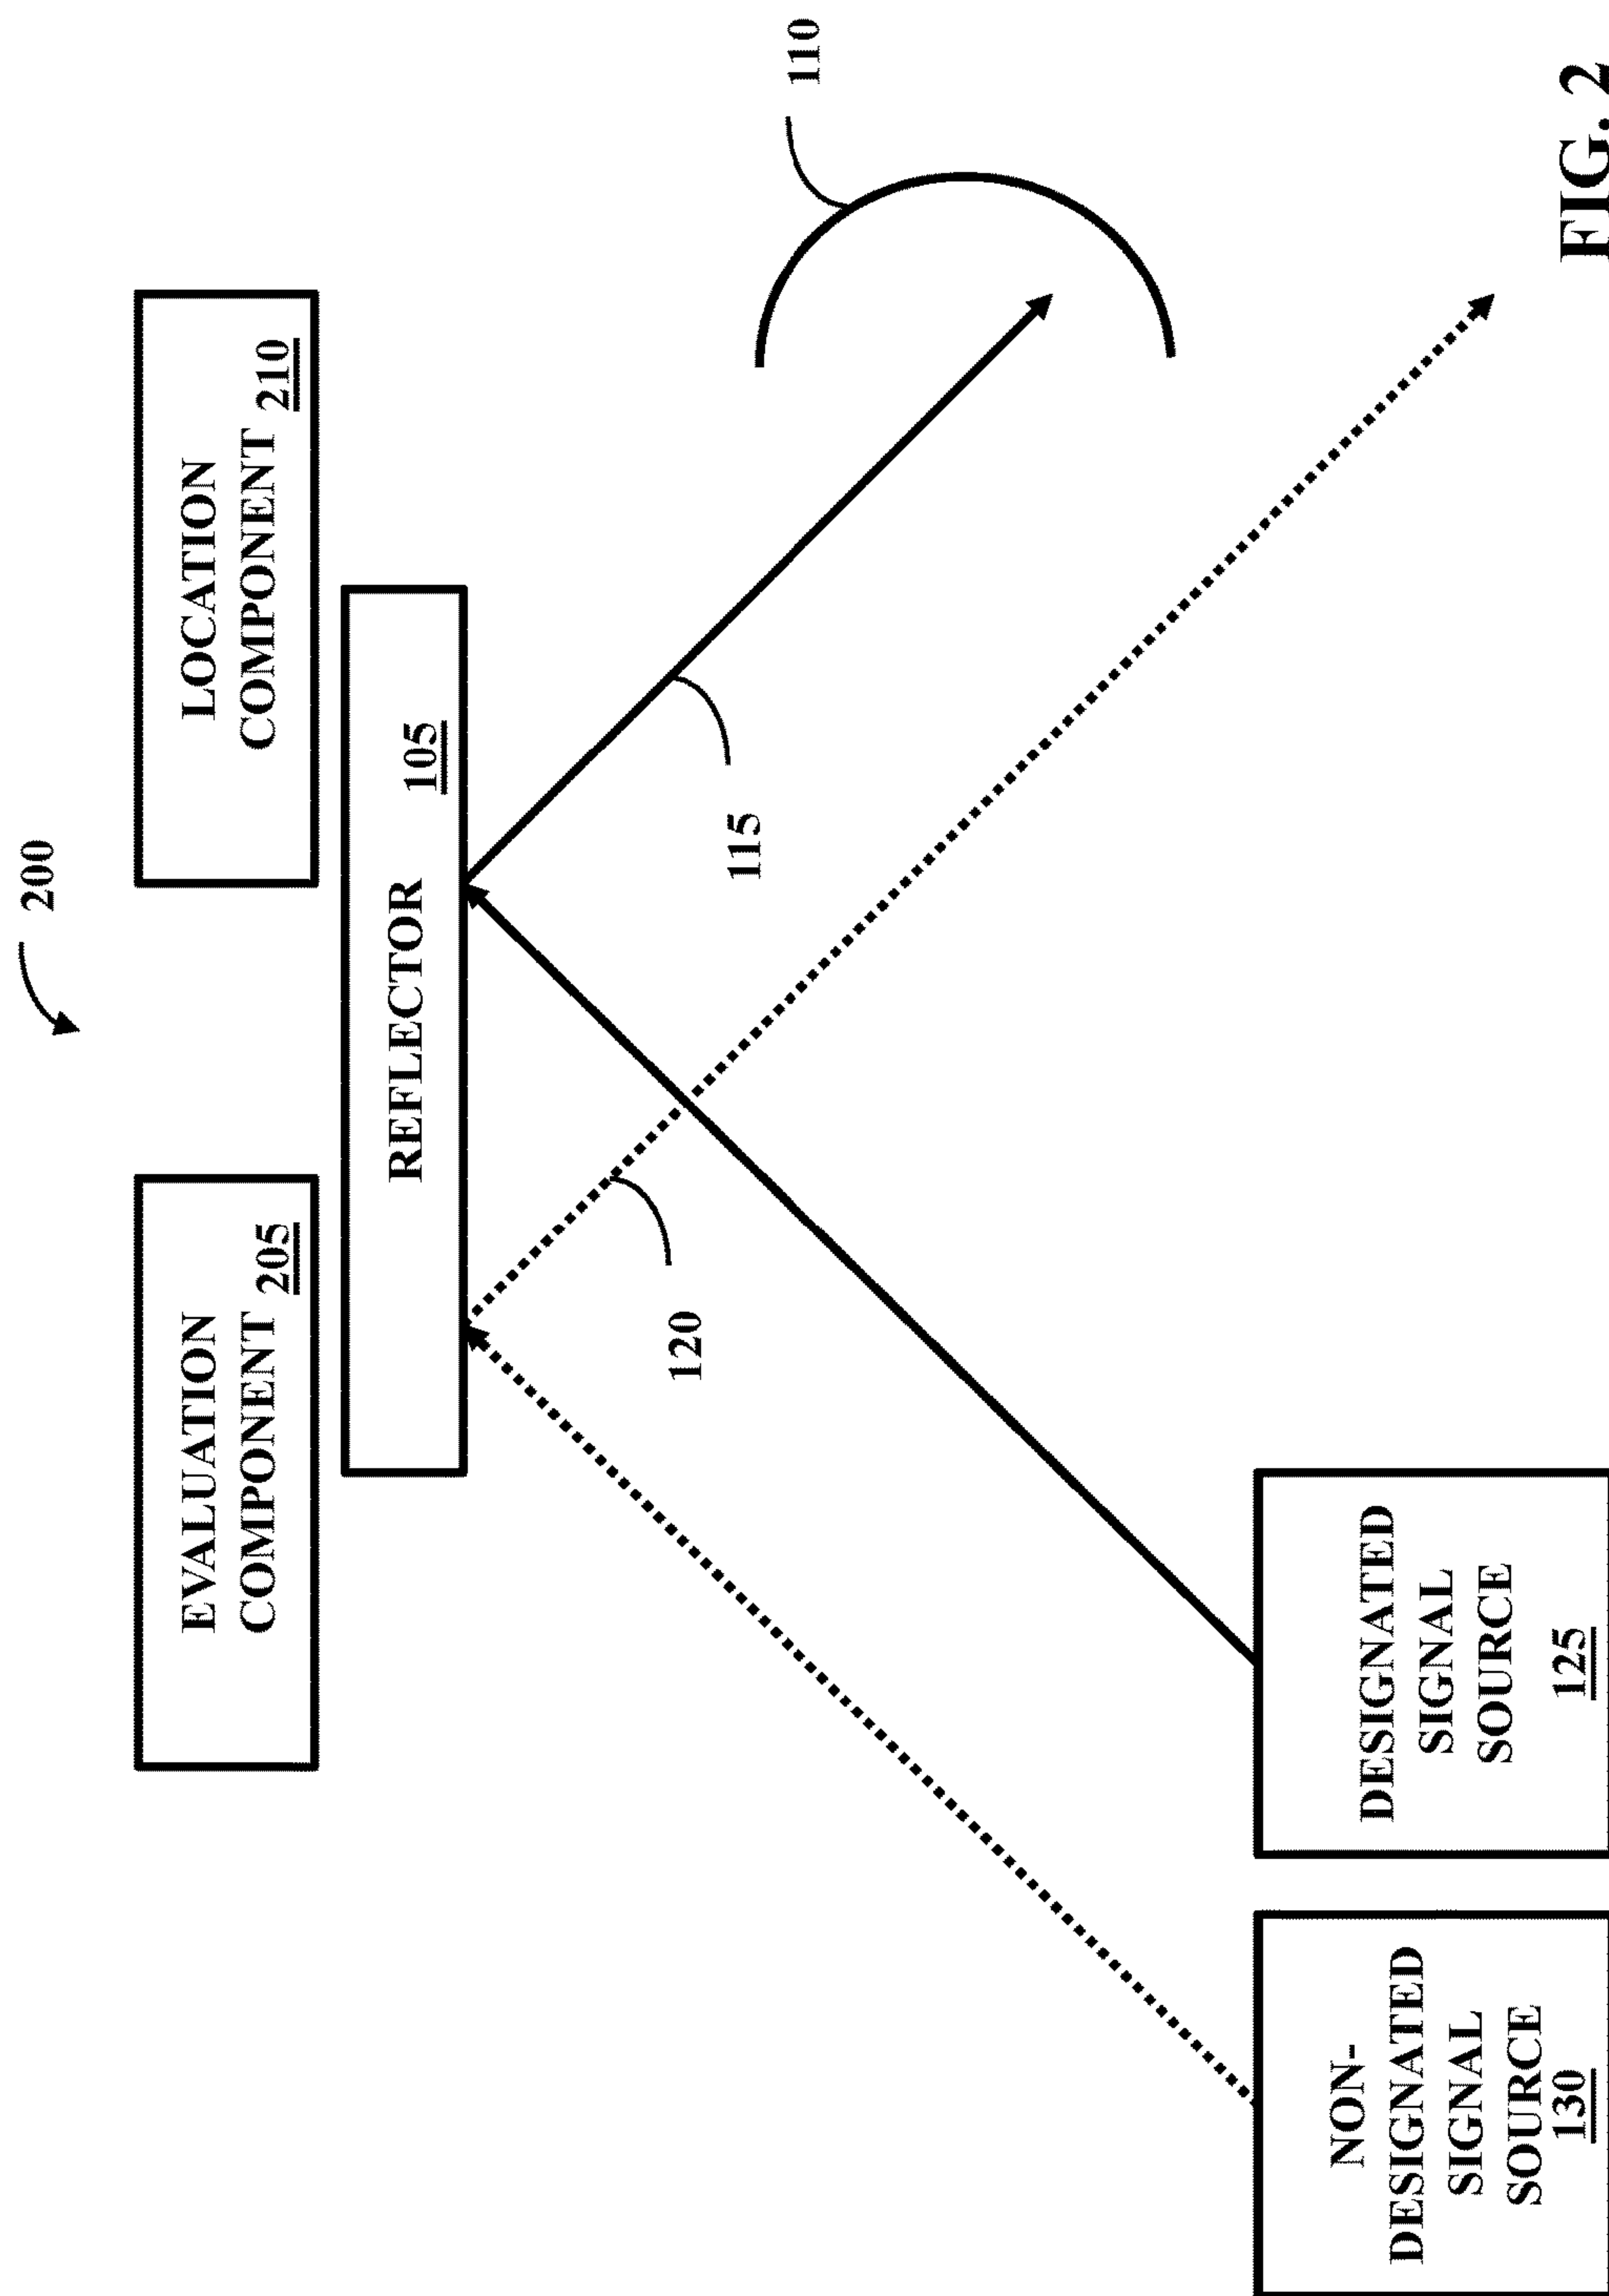 200
EVALUATION
COMPONENT
205
LOCATION
COMPONENT 210
REFLECTOR
105
110
120
115
NON-
DESIGNATED
SIGNAL
SOURCE
130
DESIGNATED
SIGNAL
SOURCE
125
FIG. 2